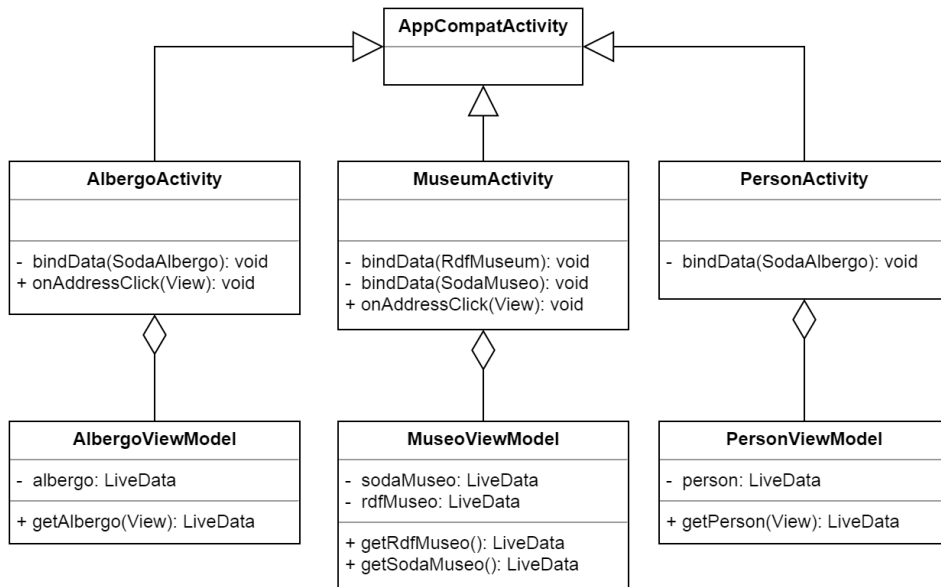 AppCompatActivity
AlbergoActivity
- bindData(SodaAlbergo): void
+ onAddressClick(View): void
MuseumActivity
- bindData(RdfMuseum): void
- bindData(SodaMuseo): void
+ onAddressClick(View): void
PersonActivity
- bindData(SodaAlbergo): void
AlbergoViewModel
- albergo: LiveData
+ getAlbergo(View): LiveData
MuseoViewModel
- sodaMuseo: LiveData
- rdfMuseo: LiveData
+ getRdfMuseo(): LiveData
+ getSodaMuseo(): LiveData
PersonViewModel
- person: LiveData
+ getPerson(View): LiveData